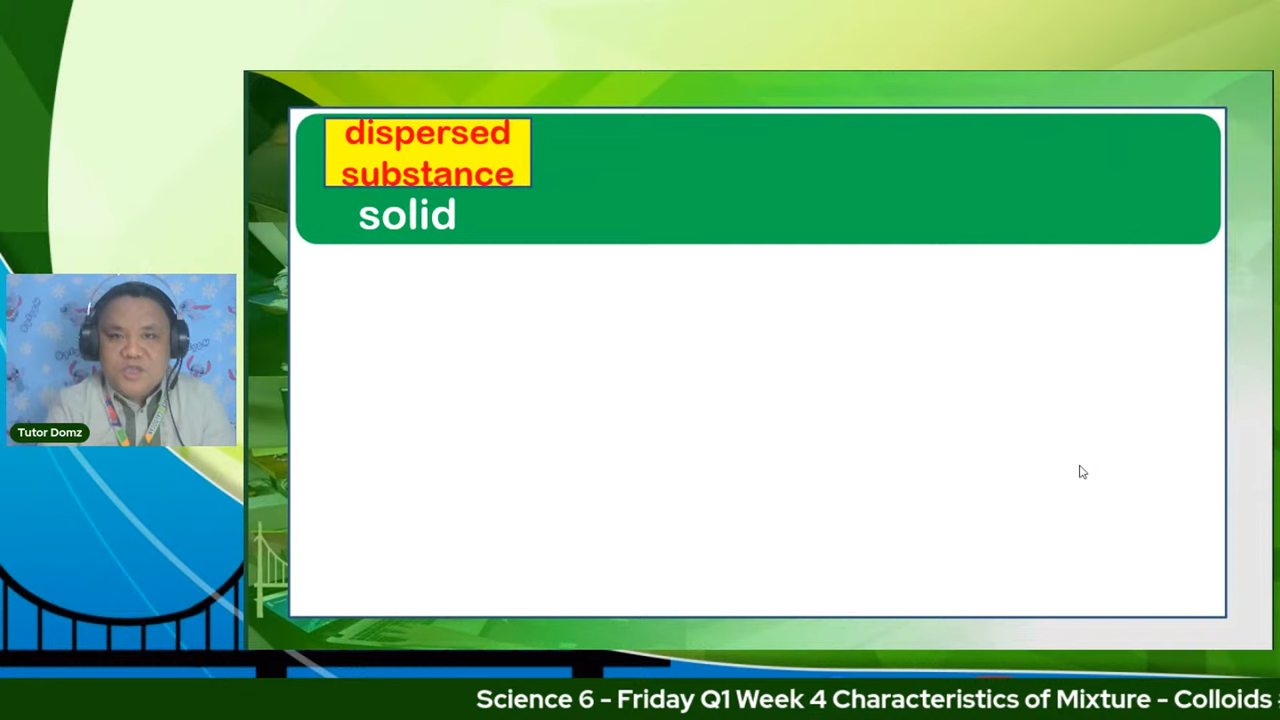 dispersed
substance
solid
Tutor Domz
Science 6 - Friday Q1 Week 4 Characteristics of Mixture - Colloids